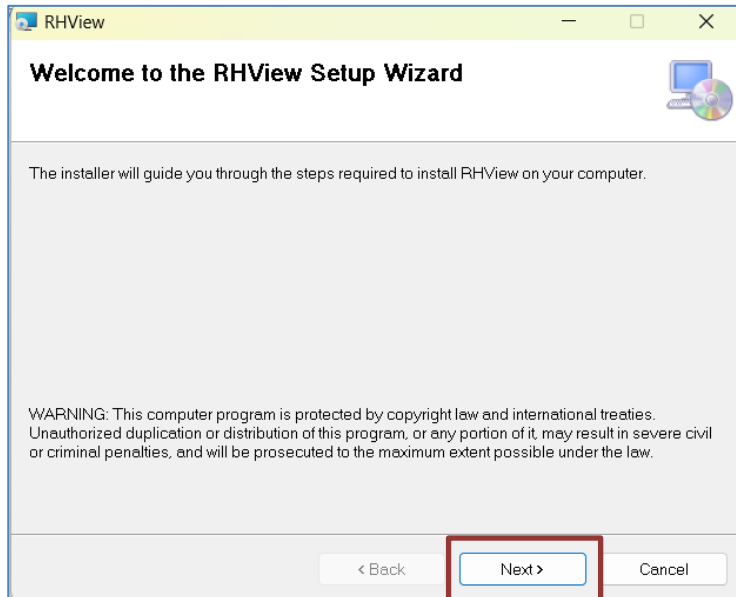 RHView
Welcome to the RHView Setup Wizard
The installer will guide you through the steps required to install RHView on your computer.
WARNING: This computer program is protected by copyright law and international treaties.
Unauthorized duplication or distribution of this program, or any portion of it, may result in severe civil
or criminal penalties, and will be prosecuted to the maximum extent possible under the law.
< Back Next > Cancel